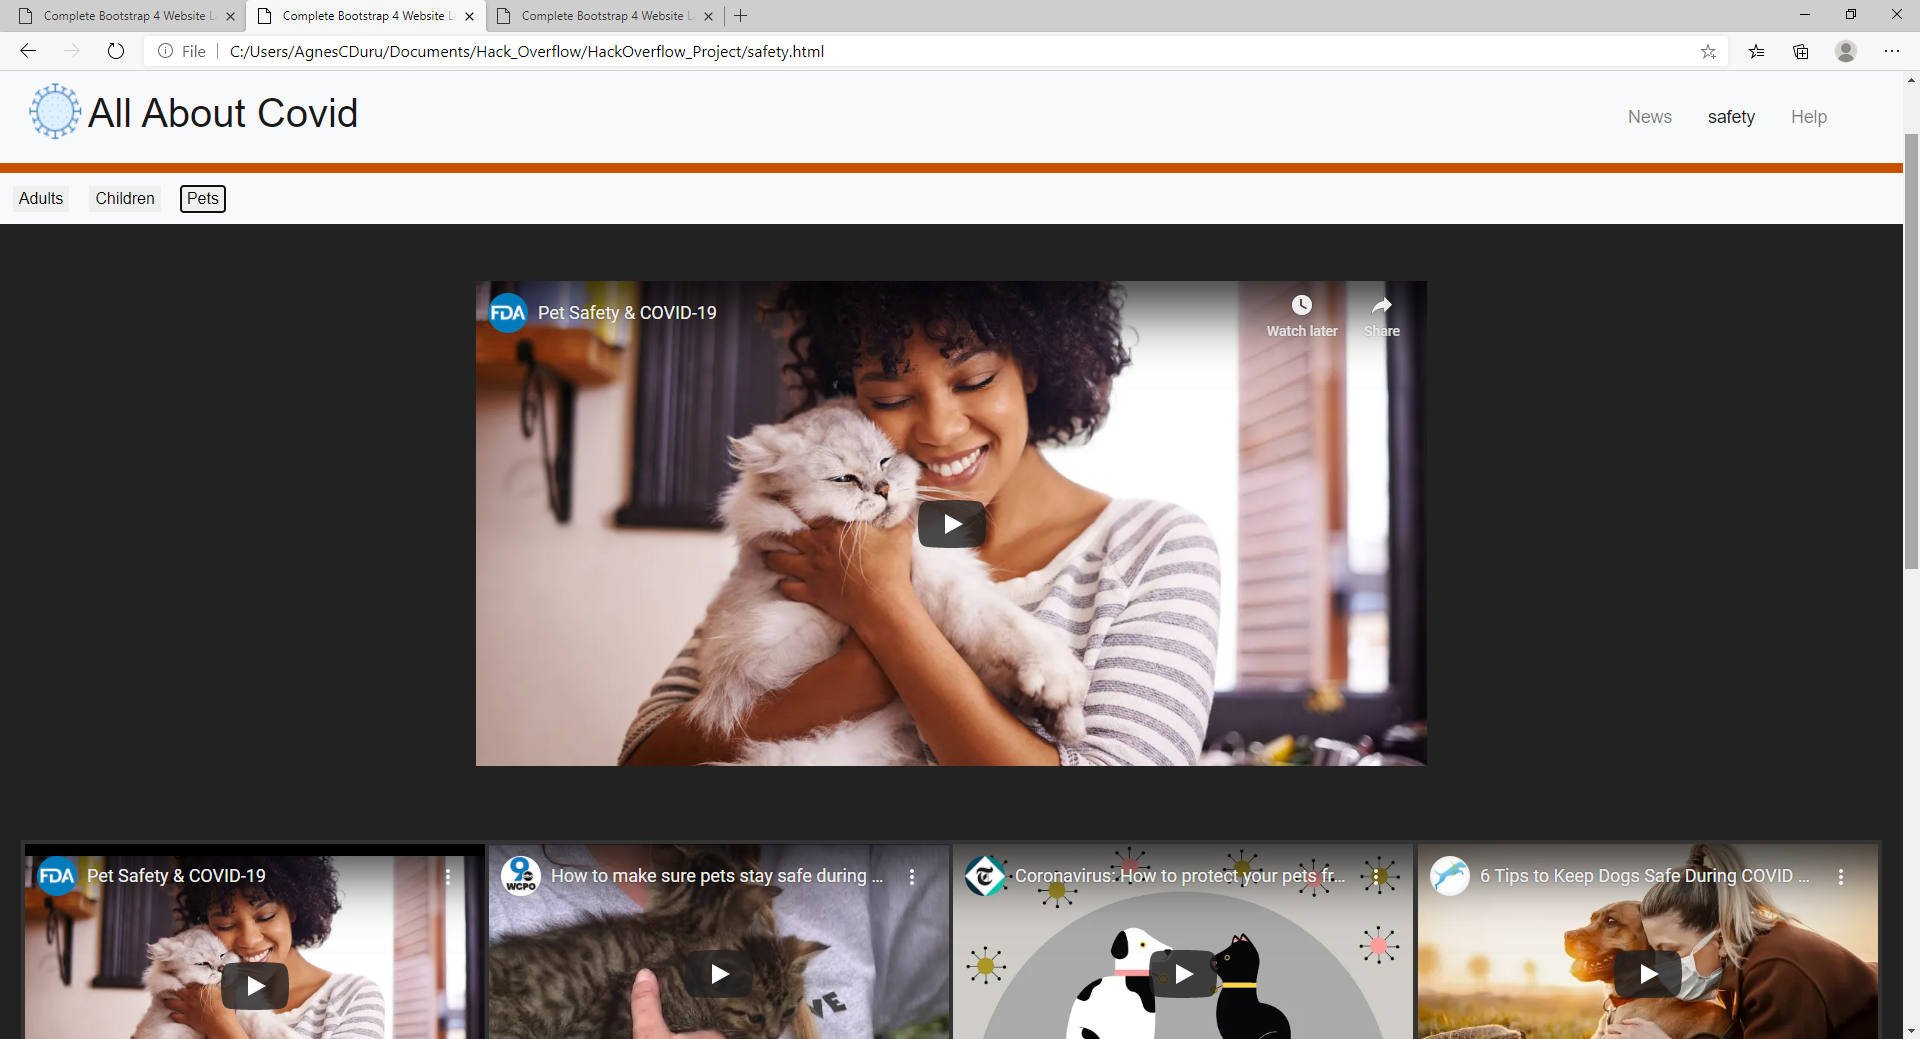 Complete Bootstrap 4 Website L
Complete Bootstrap 4 Website L
Complete Bootstrap 4 Website L
File
C:/Users/AgnesCDuru/Documents/Hack_Overflow/HackOverflow_Project/safety.html
All About Covid
News
safety
Help
Adults
Children
Pets
FDA
Pet Safety & COVID-19
Watch later
Share
FDA
Pet Safety & COVID-19
9
WCPO
How to make sure pets stay safe during ...
Coronavirus: How to protect your pets fr...
6 Tips to Keep Dogs Safe During COVID ...